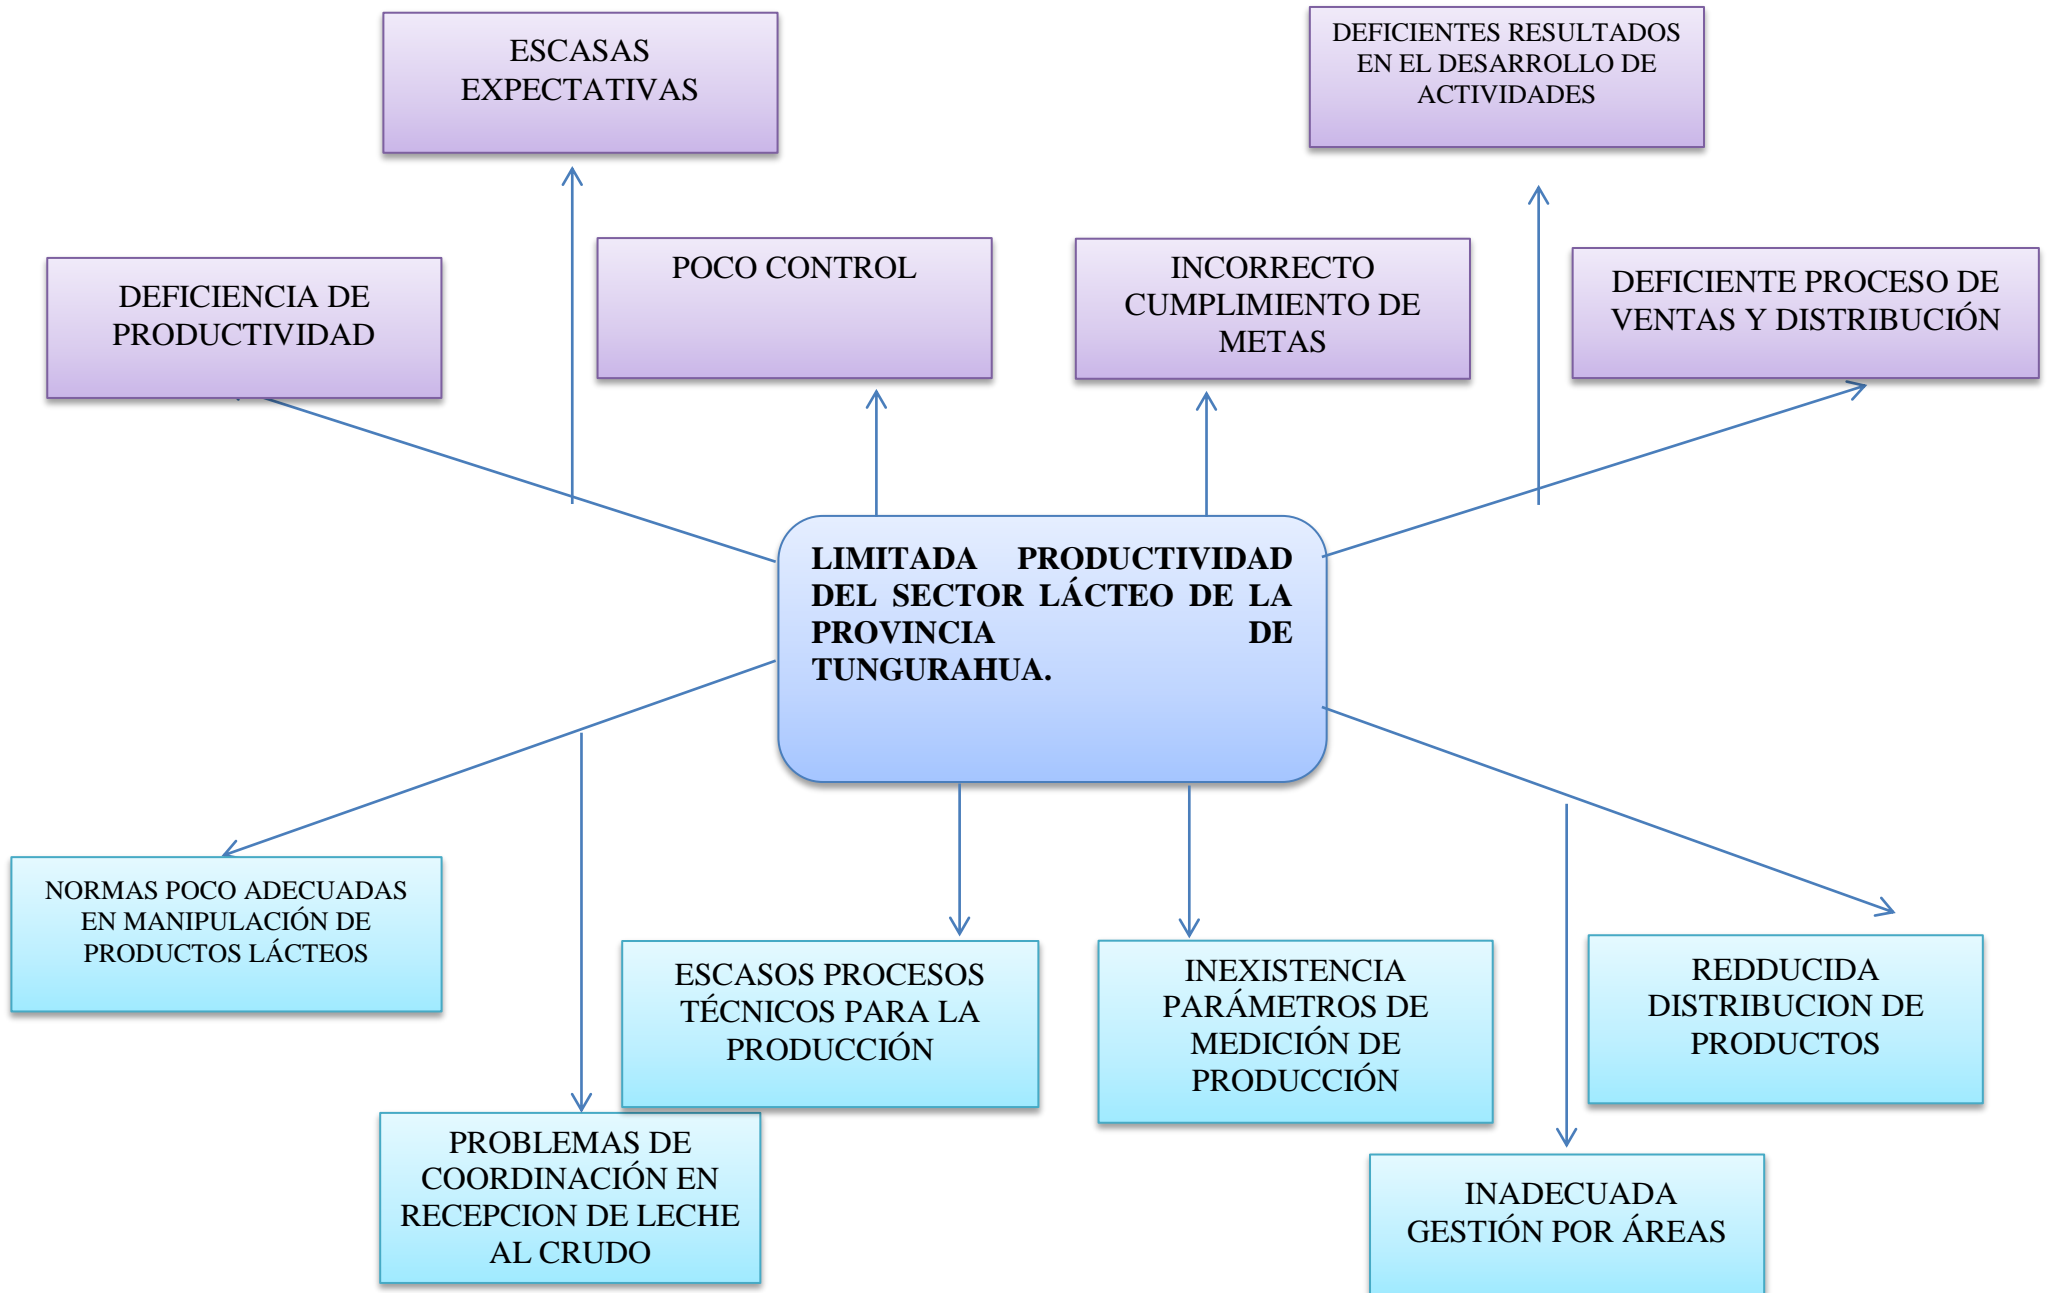 ESCASAS
EXPECTATIVAS
DEFICIENTES RESULTADOS
EN EL DESARROLLO DE
ACTIVIDADES
DEFICIENCIA DE
PRODUCTIVIDAD
POCO CONTROL
INCORRECTO
CUMPLIMIENTO DE
METAS
DEFICIENTE PROCESO DE
VENTAS Y DISTRIBUCIÓN
LIMITADA PRODUCTIVIDAD
DEL SECTOR LÁCTEO DE LA
PROVINCIA DE
TUNGURAHUA.
NORMAS POCO ADECUADAS
EN MANIPULACIÓN DE
PRODUCTOS LÁCTEOS
ESCASOS PROCESOS
TÉCNICOS PARA LA
PRODUCCIÓN
INEXISTENCIA
PARÁMETROS DE
MEDICIÓN DE
PRODUCCIÓN
REDDUCIDA
DISTRIBUCION DE
PRODUCTOS
PROBLEMAS DE
COORDINACIÓN EN
RECEPCION DE LECHE
AL CRUDO
INADECUADA
GESTIÓN POR ÁREAS